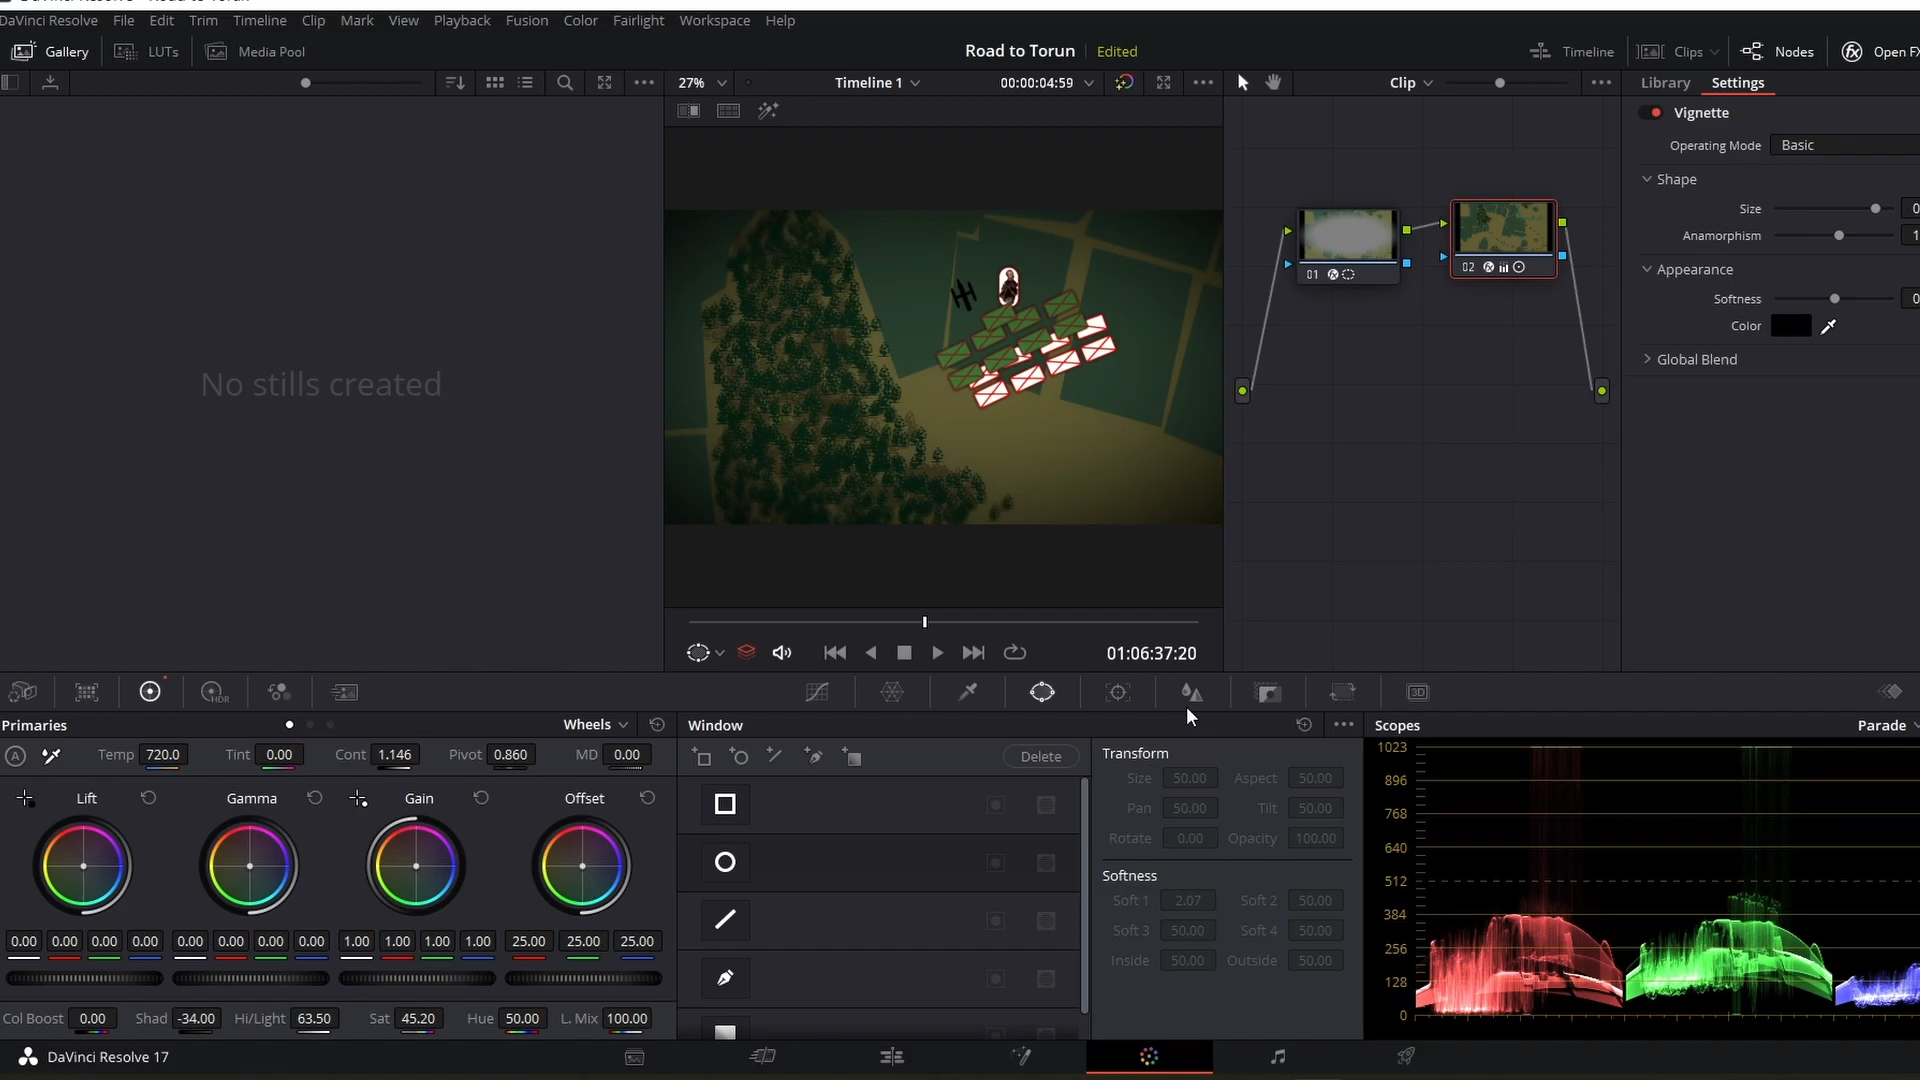 DaVinci Resolve File Edit Trim Timeline Clip Mark View Playback Fusion Color Fairlight Workspace Help
Gallery LUTs Media Pool Road to Torun Edited Timeline Clips Nodes Open FX
27% Timeline 1 00:00:04:59 Clip Library Settings
Vignette
Operating Mode Basic
Shape
Size 0
Anamorphism 1
Appearance
Softness 0
Color
Global Blend
01
02
No stills created
01:06:37:20
HDR
3D
Primaries Wheels Window Scopes Parade
Temp 720.0 Tint 0.00 Cont 1.146 Pivot 0.860 MD 0.00
Delete
Lift Gamma Gain Offset
0.00 0.00 0.00 0.00 0.00 0.00 0.00 0.00 1.00 1.00 1.00 1.00 25.00 25.00 25.00
Col Boost 0.00 Shad -34.00 Hi/Light 63.50 Sat 45.20 Hue 50.00 L. Mix 100.00
Transform
Size 50.00 Aspect 50.00
Pan 50.00 Tilt 50.00
Rotate 0.00 Opacity 100.00
Softness
Soft 1 2.07 Soft 2 50.00
Soft 3 50.00 Soft 4 50.00
Inside 50.00 Outside 50.00
1023
896
768
640
512
384
256
128
0
DaVinci Resolve 17